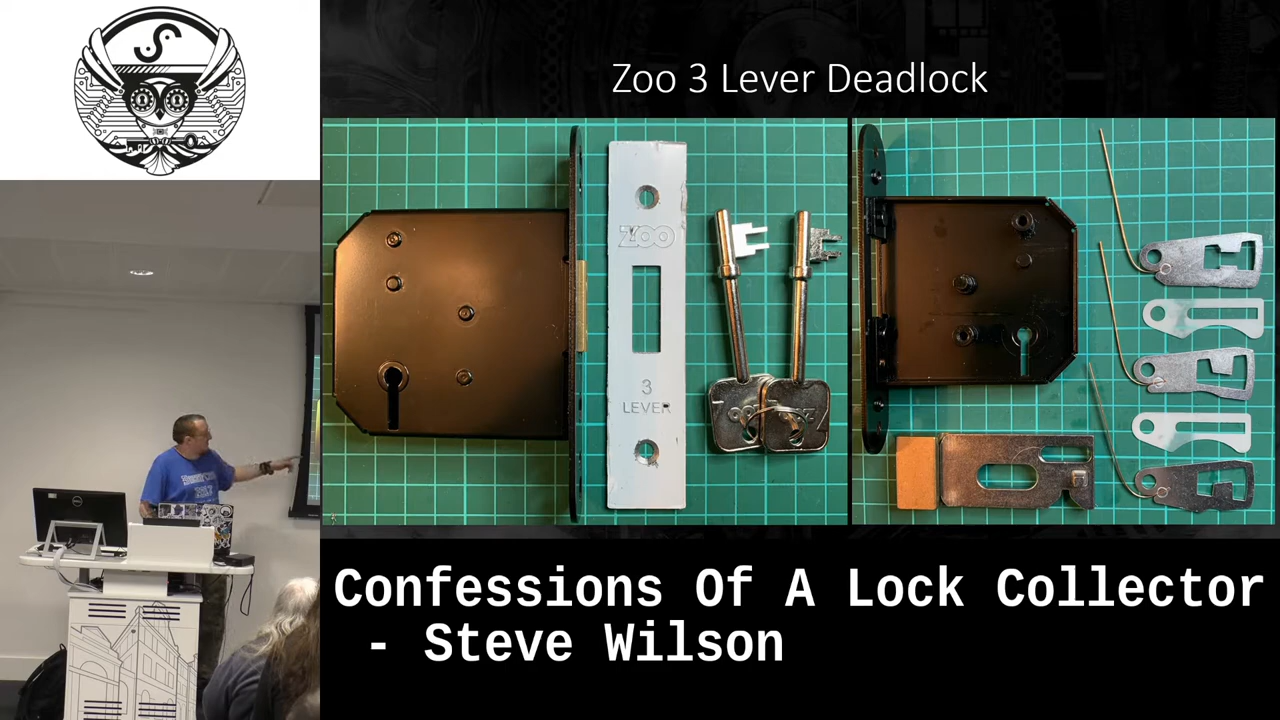 Zoo 3 Lever Deadlock
ZOO
3
LEVER
Confessions Of A Lock Collector
- Steve Wilson